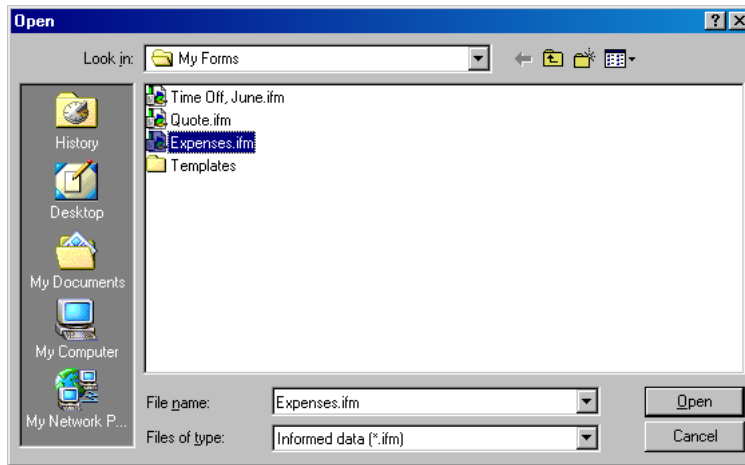 Open
Look in: My Forms
History
Desktop
My Documents
My Computer
My Network P...
Time Off, June.ifm
Quote.ifm
Expenses.ifm
Templates
File name: Expenses.ifm Open
Files of type: Informed data (*.ifm) Cancel